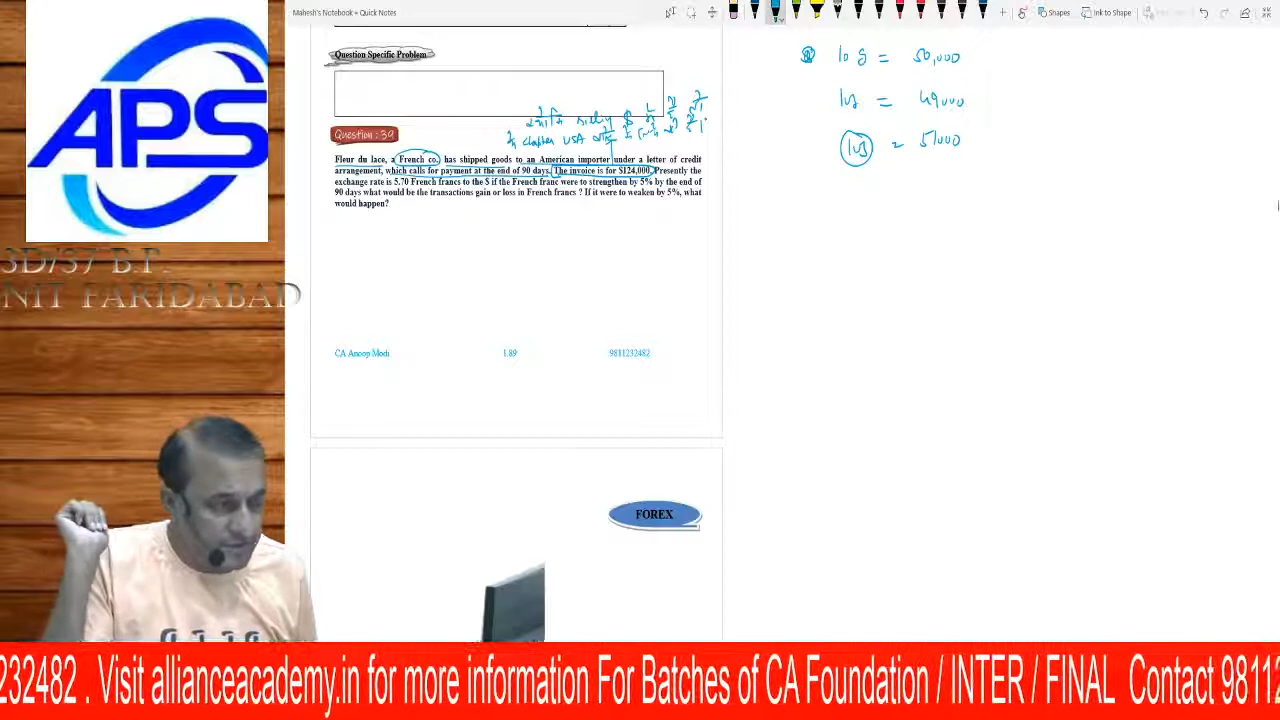 Mahesh's Notebook » Quick Notes
Shapes
Ink to Shape
APS
3D/37 B.P.
NIT FARIDABAD
Question Specific Problem
Question : 39
Fleur du lace, a French co. has shipped goods to an American importer under a letter of credit
arrangement, which calls for payment at the end of 90 days. The invoice is for $124,000. Presently the
exchange rate is 5.70 French francs to the $ if the French franc were to strengthen by 5% by the end of
90 days what would be the transactions gain or loss in French francs ? If it were to weaken by 5%, what
would happen?
USA
10 $ = 50,000
= 49000
= 51000
CA Anoop Modi
1.89
9811232482
FOREX
232482 . Visit allianceacademy.in for more information For Batches of CA Foundation / INTER / FINAL Contact 9811